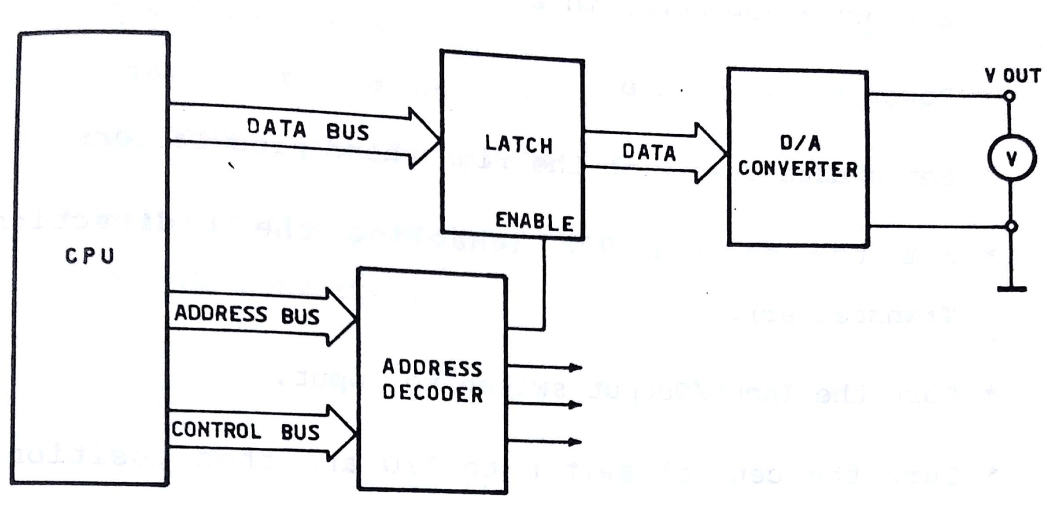 CPU
DATA BUS
LATCH
ENABLE
DATA
D/A
CONVERTER
V OUT
V
ADDRESS BUS
CONTROL BUS
ADDRESS
DECODER